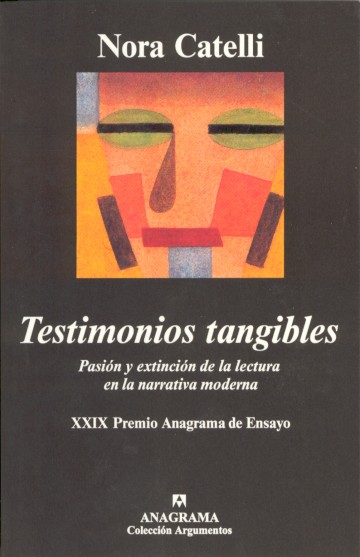 Nora Catelli
Testimonios tangibles
Pasión y extinción de la lectura
en la narrativa moderna
XXIX Premio Anagrama de Ensayo
ANAGRAMA
Colección Argumentos